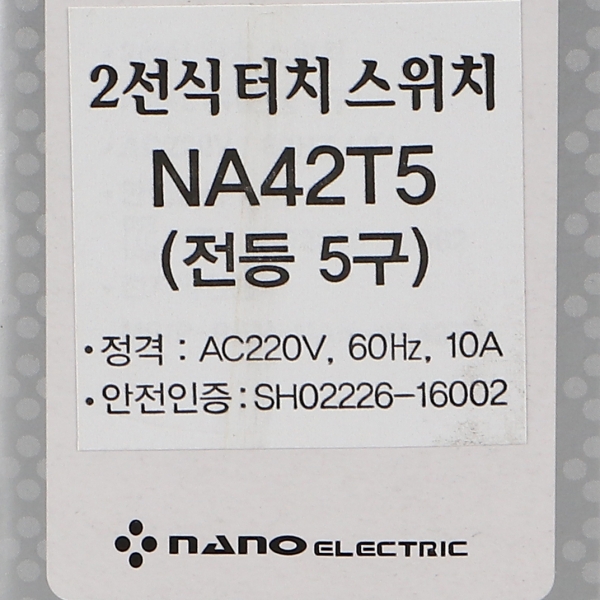 2선식 터치 스위치
NA42T5
(전등 5구)
• 정격 : AC220V, 60Hz, 10A
• 안전인증 : SH02226-16002
nANO ELECTRIC